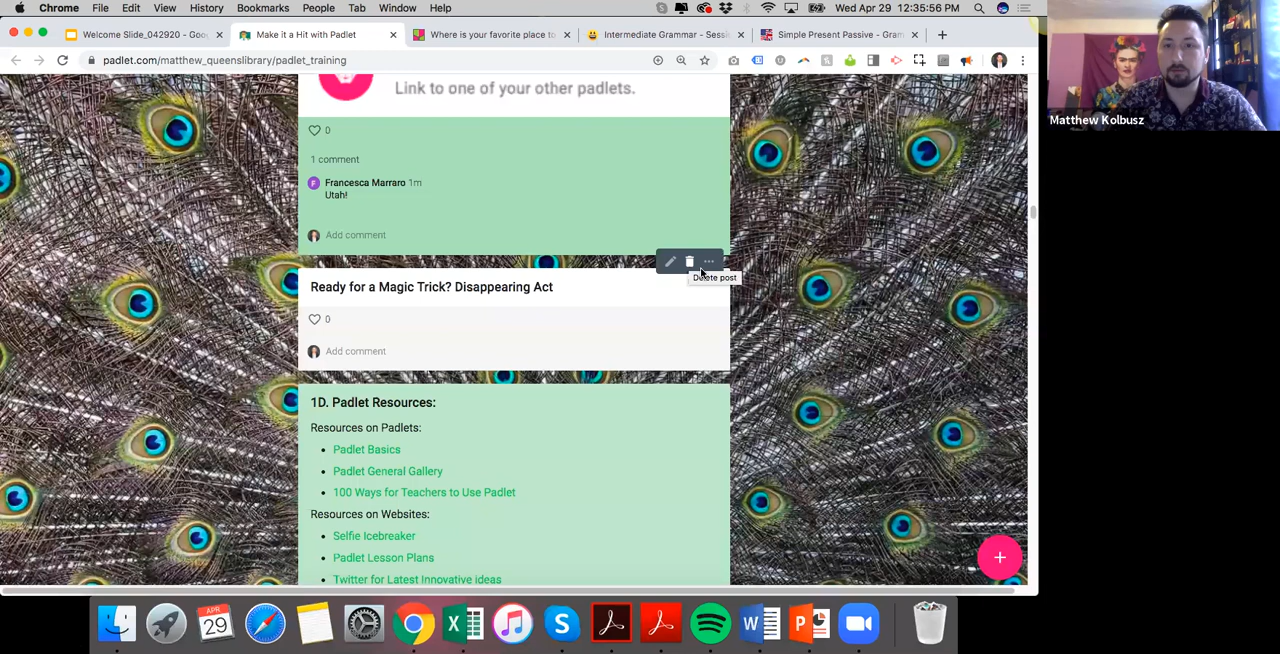 Chrome File Edit View History Bookmarks People Tab Window Help
Wed Apr 29 12:35:56 PM
Welcome Slide_042920 - Goo
Make it a Hit with Padlet
Where is your favorite place to
Intermediate Grammar - Sessi
Simple Present Passive - Gram
padlet.com/matthew_queenslibrary/padlet_training
Matthew Kolbusz
Link to one of your other padlets.
0
1 comment
F Francesca Marraro 1m
Utah!
Add comment
Delete post
Ready for a Magic Trick? Disappearing Act
0
Add comment
1D. Padlet Resources:
Resources on Padlets:
• Padlet Basics
• Padlet General Gallery
• 100 Ways for Teachers to Use Padlet
Resources on Websites:
• Selfie Icebreaker
• Padlet Lesson Plans
• Twitter for Latest Innovative ideas
APR
29